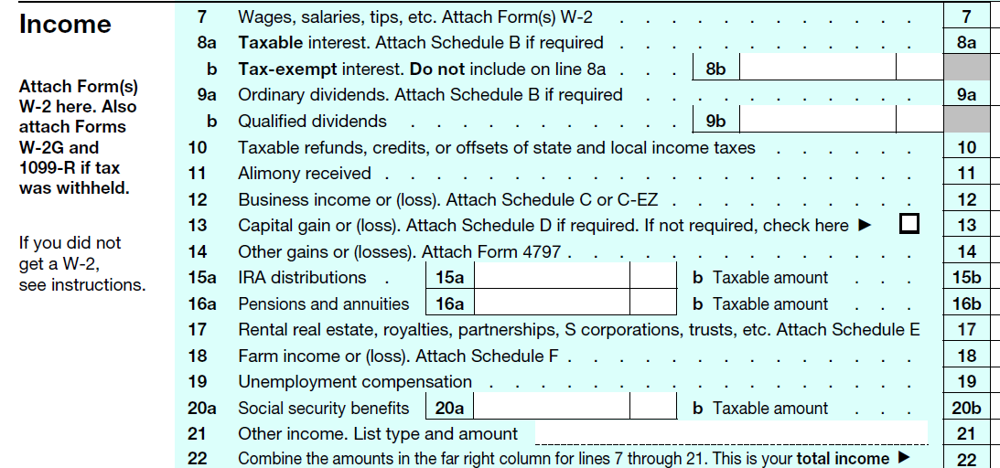 Income
Attach Form(s)
W-2 here. Also
attach Forms
W-2G and
1099-R if tax
was withheld.
If you did not
get a W-2,
see instructions.
7 Wages, salaries, tips, etc. Attach Form(s) W-2 . . . . . . . . . . . . 7
8a Taxable interest. Attach Schedule B if required . . . . . . . . . . . . 8a
b Tax-exempt interest. Do not include on line 8a . . . 8b
9a Ordinary dividends. Attach Schedule B if required . . . . . . . . . . . 9a
b Qualified dividends . . . . . . . . . . . 9b
10 Taxable refunds, credits, or offsets of state and local income taxes . . . . . . 10
11 Alimony received . . . . . . . . . . . . . . . . . . . . . 11
12 Business income or (loss). Attach Schedule C or C-EZ . . . . . . . . . . 12
13 Capital gain or (loss). Attach Schedule D if required. If not required, check here ▶ ☐ 13
14 Other gains or (losses). Attach Form 4797 . . . . . . . . . . . . . . 14
15a IRA distributions . 15a b Taxable amount . . . 15b
16a Pensions and annuities 16a b Taxable amount . . . 16b
17 Rental real estate, royalties, partnerships, S corporations, trusts, etc. Attach Schedule E 17
18 Farm income or (loss). Attach Schedule F . . . . . . . . . . . . . . 18
19 Unemployment compensation . . . . . . . . . . . . . . . . . 19
20a Social security benefits 20a b Taxable amount . . . 20b
21 Other income. List type and amount 21
22 Combine the amounts in the far right column for lines 7 through 21. This is your total income ▶ 22